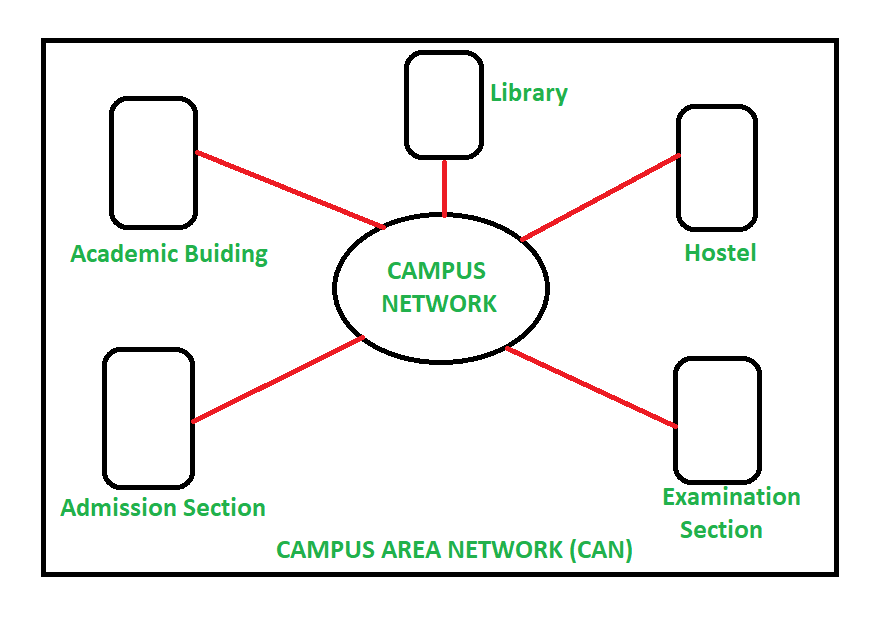 Library
Academic Buiding
Hostel
CAMPUS
NETWORK
Admission Section
Examination
Section
CAMPUS AREA NETWORK (CAN)